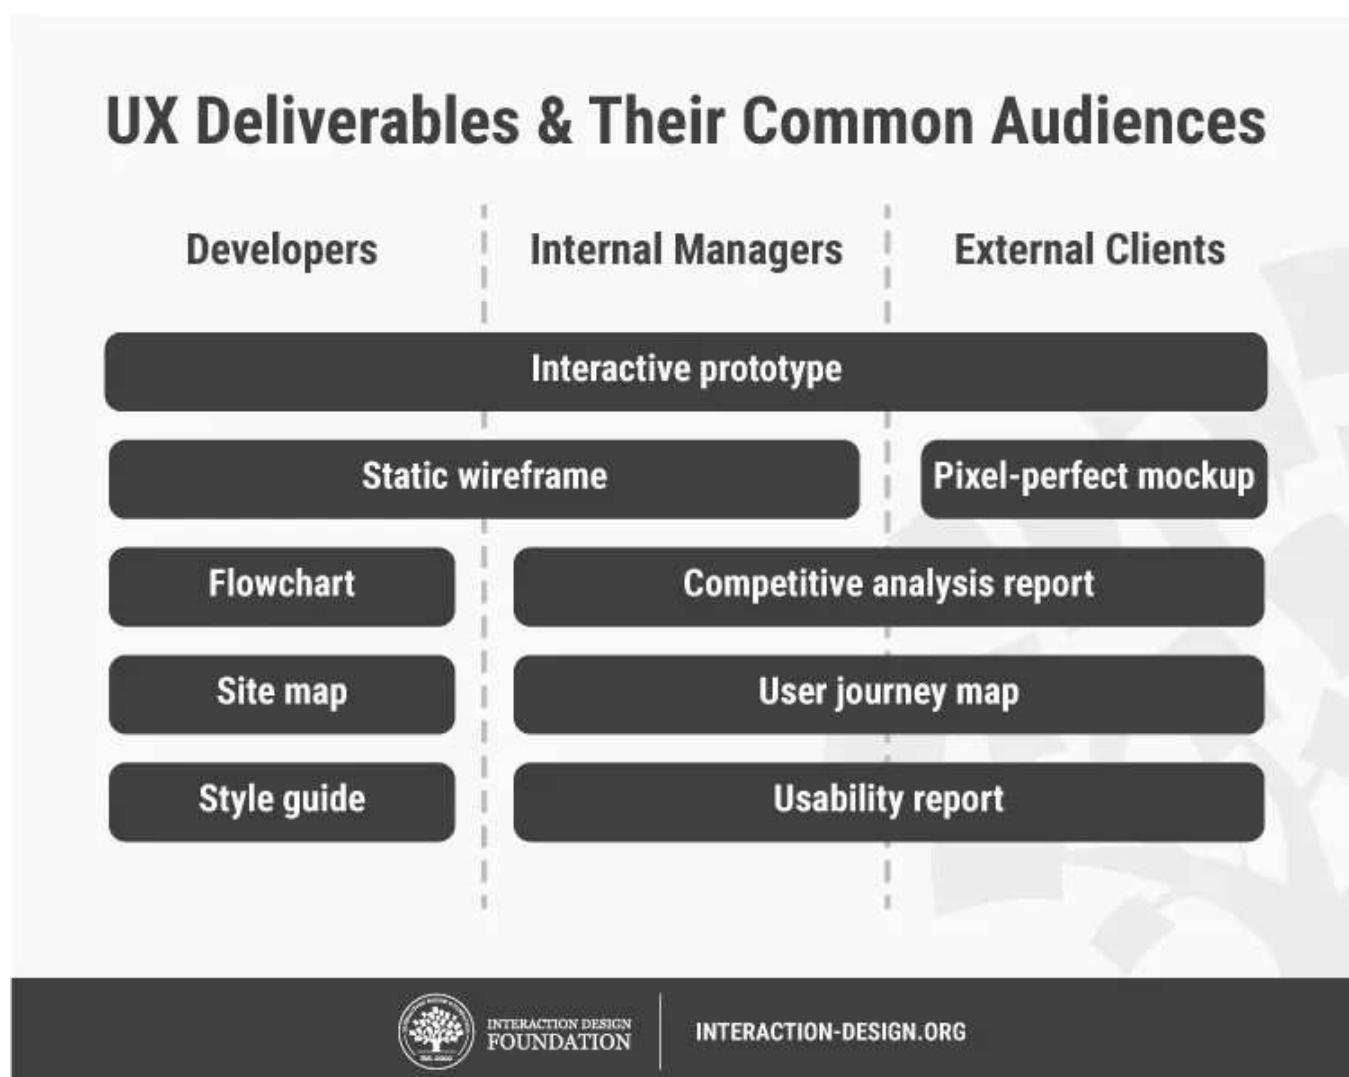 UX Deliverables & Their Common Audiences
Developers
Internal Managers
External Clients
Interactive prototype
Static wireframe
Pixel-perfect mockup
Flowchart
Competitive analysis report
Site map
User journey map
Style guide
Usability report
INTERACTION DESIGN
FOUNDATION
INTERACTION-DESIGN.ORG